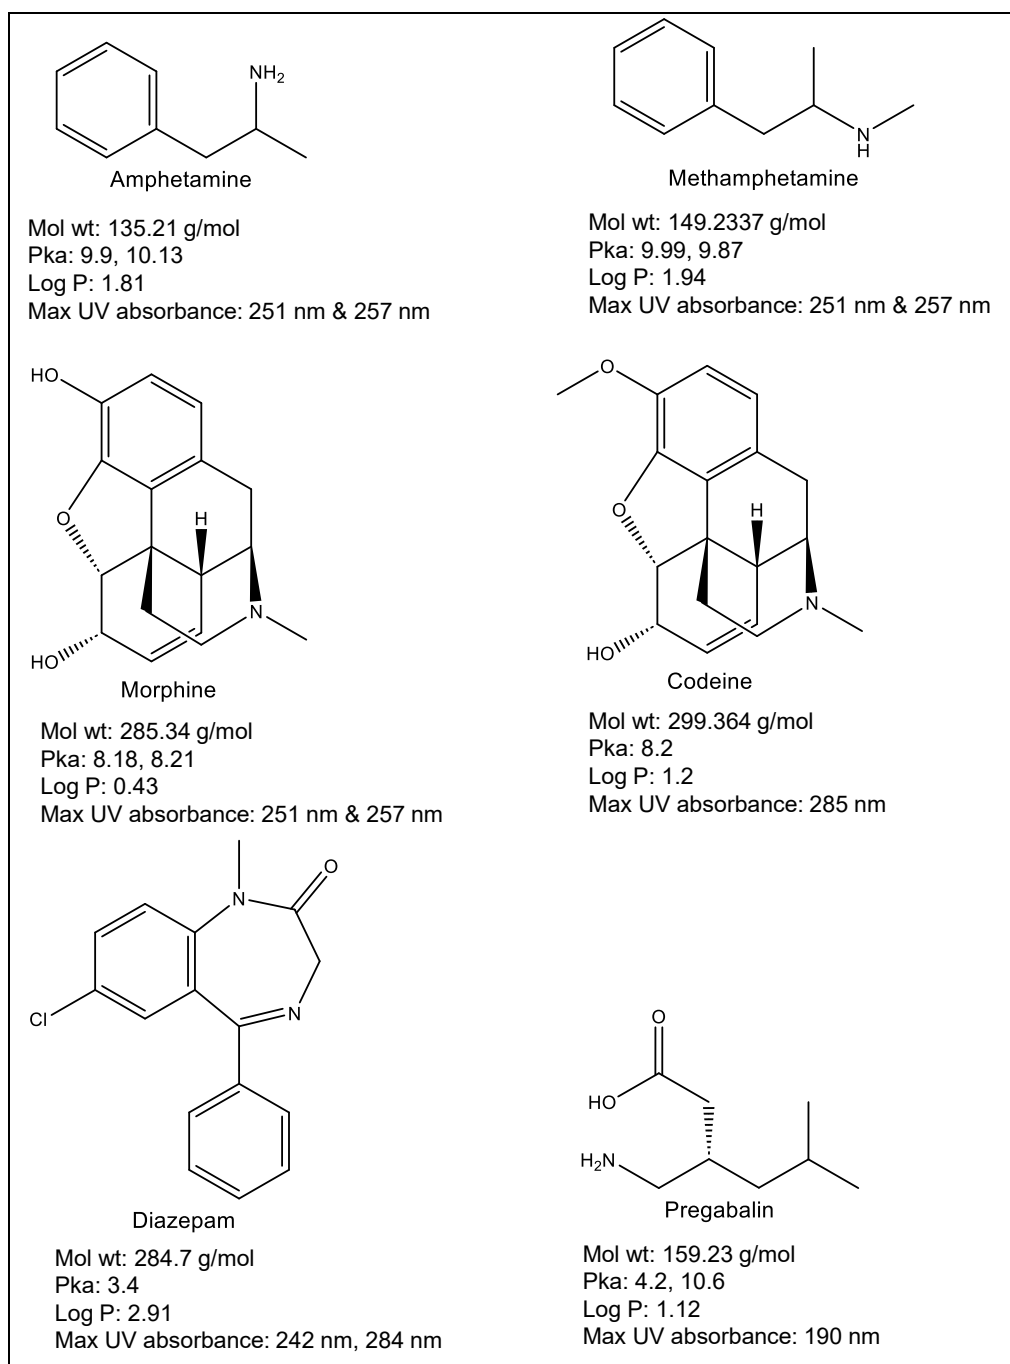 NH2
Amphetamine
Mol wt: 135.21 g/mol
Pka: 9.9, 10.13
Log P: 1.81
Max UV absorbance: 251 nm & 257 nm
N
H
Methamphetamine
Mol wt: 149.2337 g/mol
Pka: 9.99, 9.87
Log P: 1.94
Max UV absorbance: 251 nm & 257 nm
HO
O
H
N
HO
Morphine
Mol wt: 285.34 g/mol
Pka: 8.18, 8.21
Log P: 0.43
Max UV absorbance: 251 nm & 257 nm
O
O
H
N
HO
Codeine
Mol wt: 299.364 g/mol
Pka: 8.2
Log P: 1.2
Max UV absorbance: 285 nm
O
N
N
Cl
Diazepam
Mol wt: 284.7 g/mol
Pka: 3.4
Log P: 2.91
Max UV absorbance: 242 nm, 284 nm
O
HO
H2N
Pregabalin
Mol wt: 159.23 g/mol
Pka: 4.2, 10.6
Log P: 1.12
Max UV absorbance: 190 nm